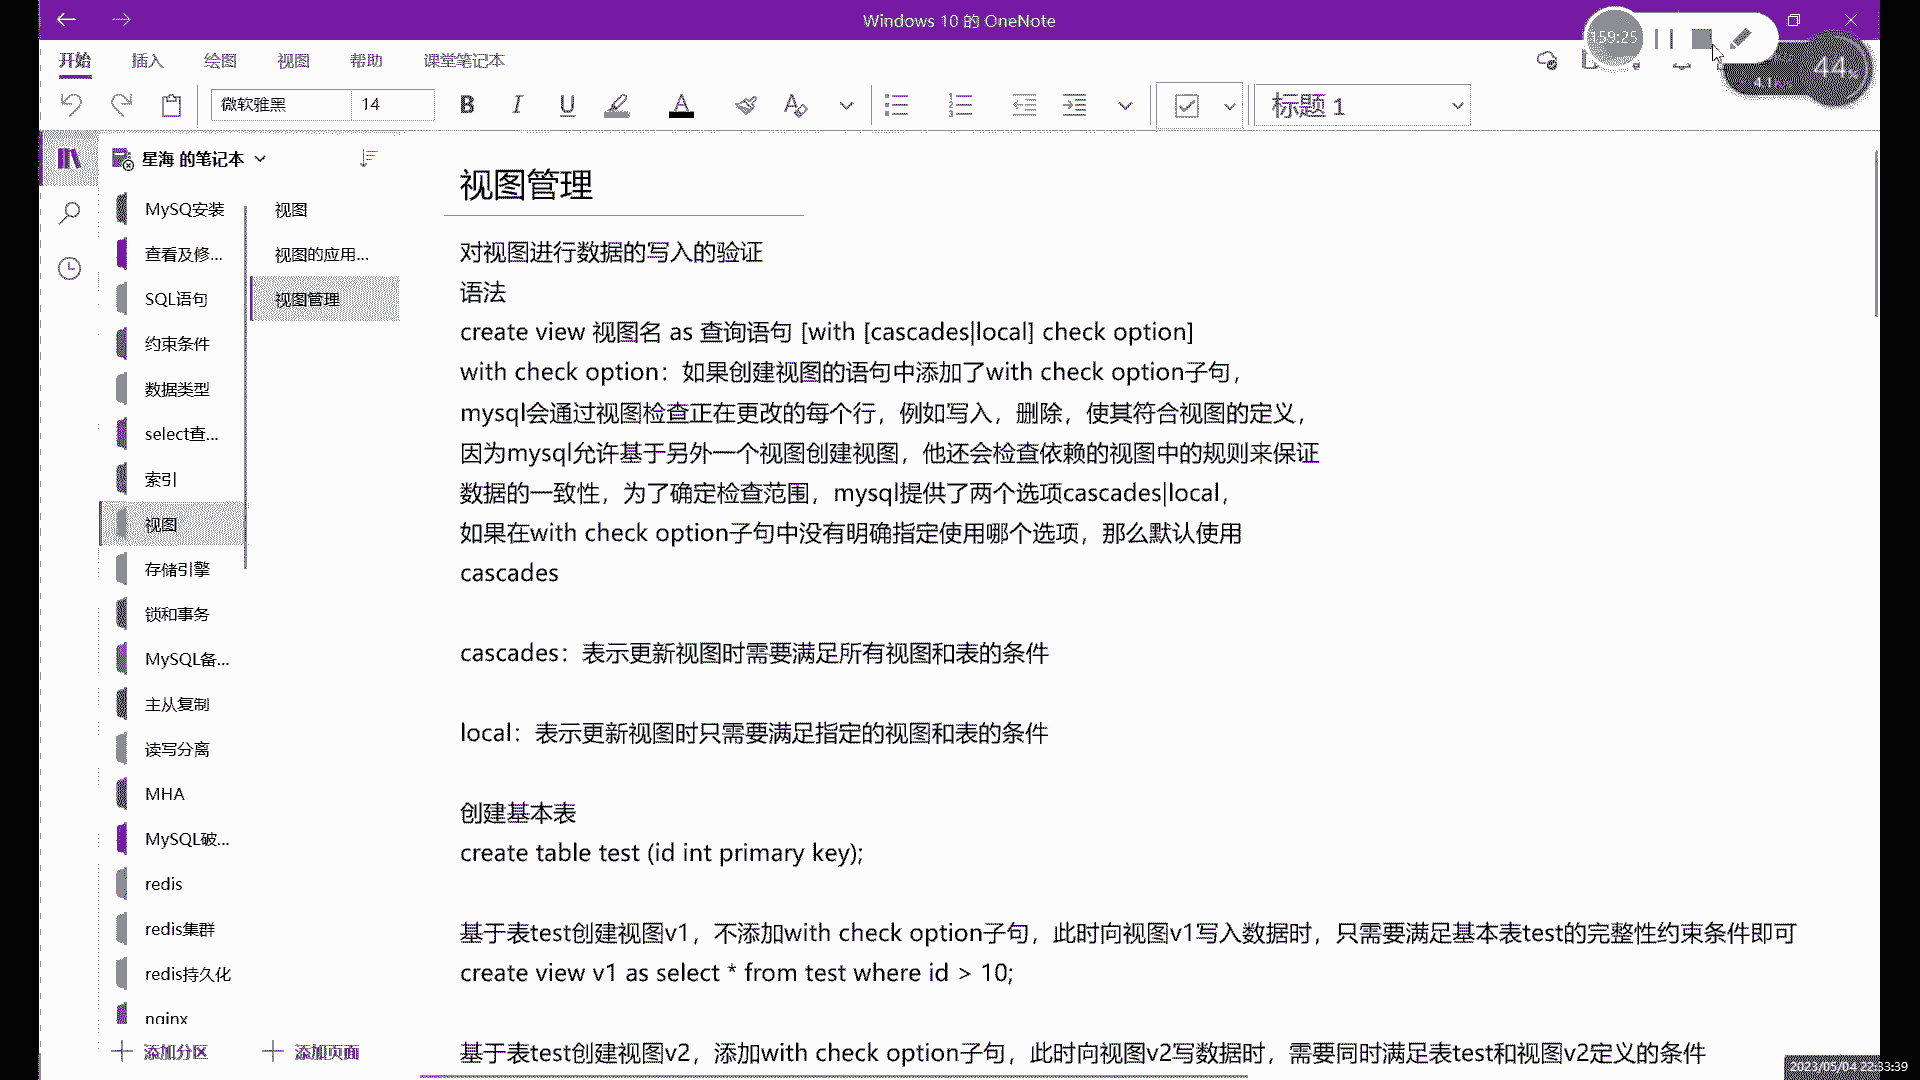 Windows 10 的 OneNote
159:25
44%
开始 插入 绘图 视图 帮助 课堂笔记本
微软雅黑 14 B I U A A 标题 1
星海 的笔记本
MySQ安装
查看及修...
SQL语句
约束条件
数据类型
select查...
索引
视图
存储引擎
锁和事务
MySQL备...
主从复制
读写分离
MHA
MySQL破...
redis
redis集群
redis持久化
nginx
添加分区
视图
视图的应用...
视图管理
添加页面
视图管理
对视图进行数据的写入的验证
语法
create view 视图名 as 查询语句 [with [cascades|local] check option]
with check option：如果创建视图的语句中添加了with check option子句，
mysql会通过视图检查正在更改的每个行，例如写入，删除，使其符合视图的定义，
因为mysql允许基于另外一个视图创建视图，他还会检查依赖的视图中的规则来保证
数据的一致性，为了确定检查范围，mysql提供了两个选项cascades|local，
如果在with check option子句中没有明确指定使用哪个选项，那么默认使用
cascades
cascades：表示更新视图时需要满足所有视图和表的条件
local：表示更新视图时只需要满足指定的视图和表的条件
创建基本表
create table test (id int primary key);
基于表test创建视图v1，不添加with check option子句，此时向视图v1写入数据时，只需要满足基本表test的完整性约束条件即可
create view v1 as select * from test where id > 10;
基于表test创建视图v2，添加with check option子句，此时向视图v2写数据时，需要同时满足表test和视图v2定义的条件
2023/05/04 22:33:39